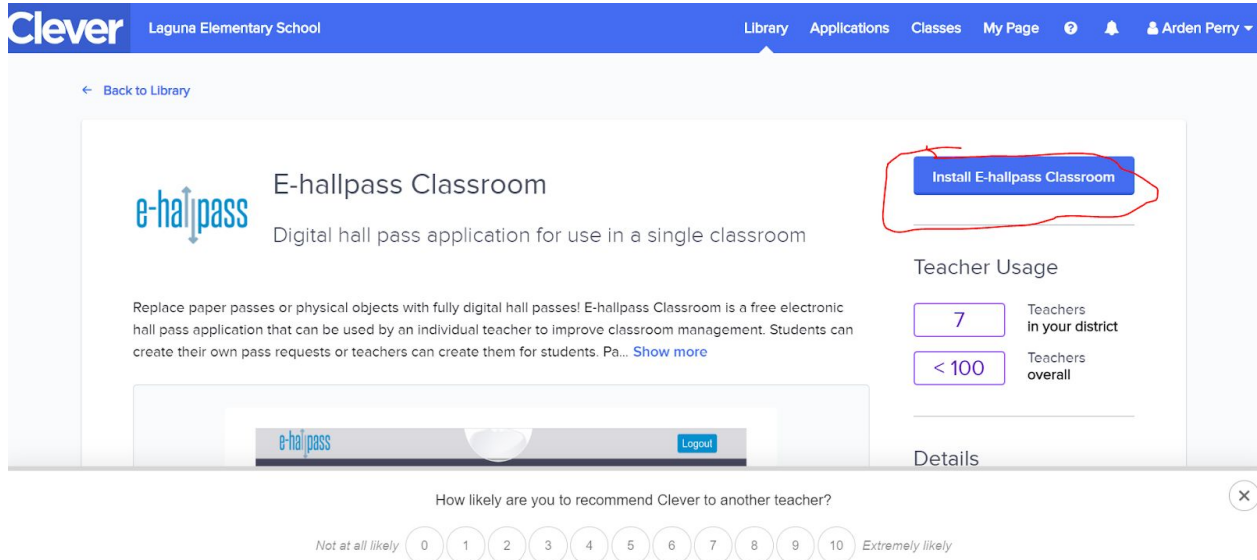 Clever Laguna Elementary School Library Applications Classes My Page ? Arden Perry
← Back to Library
e-hallpass
E-hallpass Classroom
Digital hall pass application for use in a single classroom
Replace paper passes or physical objects with fully digital hall passes! E-hallpass Classroom is a free electronic
hall pass application that can be used by an individual teacher to improve classroom management. Students can
create their own pass requests or teachers can create them for students. Pa... Show more
e-hallpass Logout
Install E-hallpass Classroom
Teacher Usage
7 Teachers
in your district
< 100 Teachers
overall
Details
How likely are you to recommend Clever to another teacher?
Not at all likely 0 1 2 3 4 5 6 7 8 9 10 Extremely likely